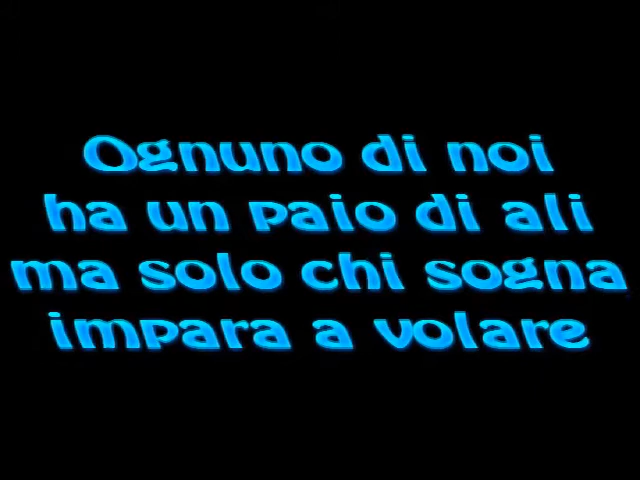 Ognuno di noi
ha un paio di ali
ma solo chi sogna
impara a volare